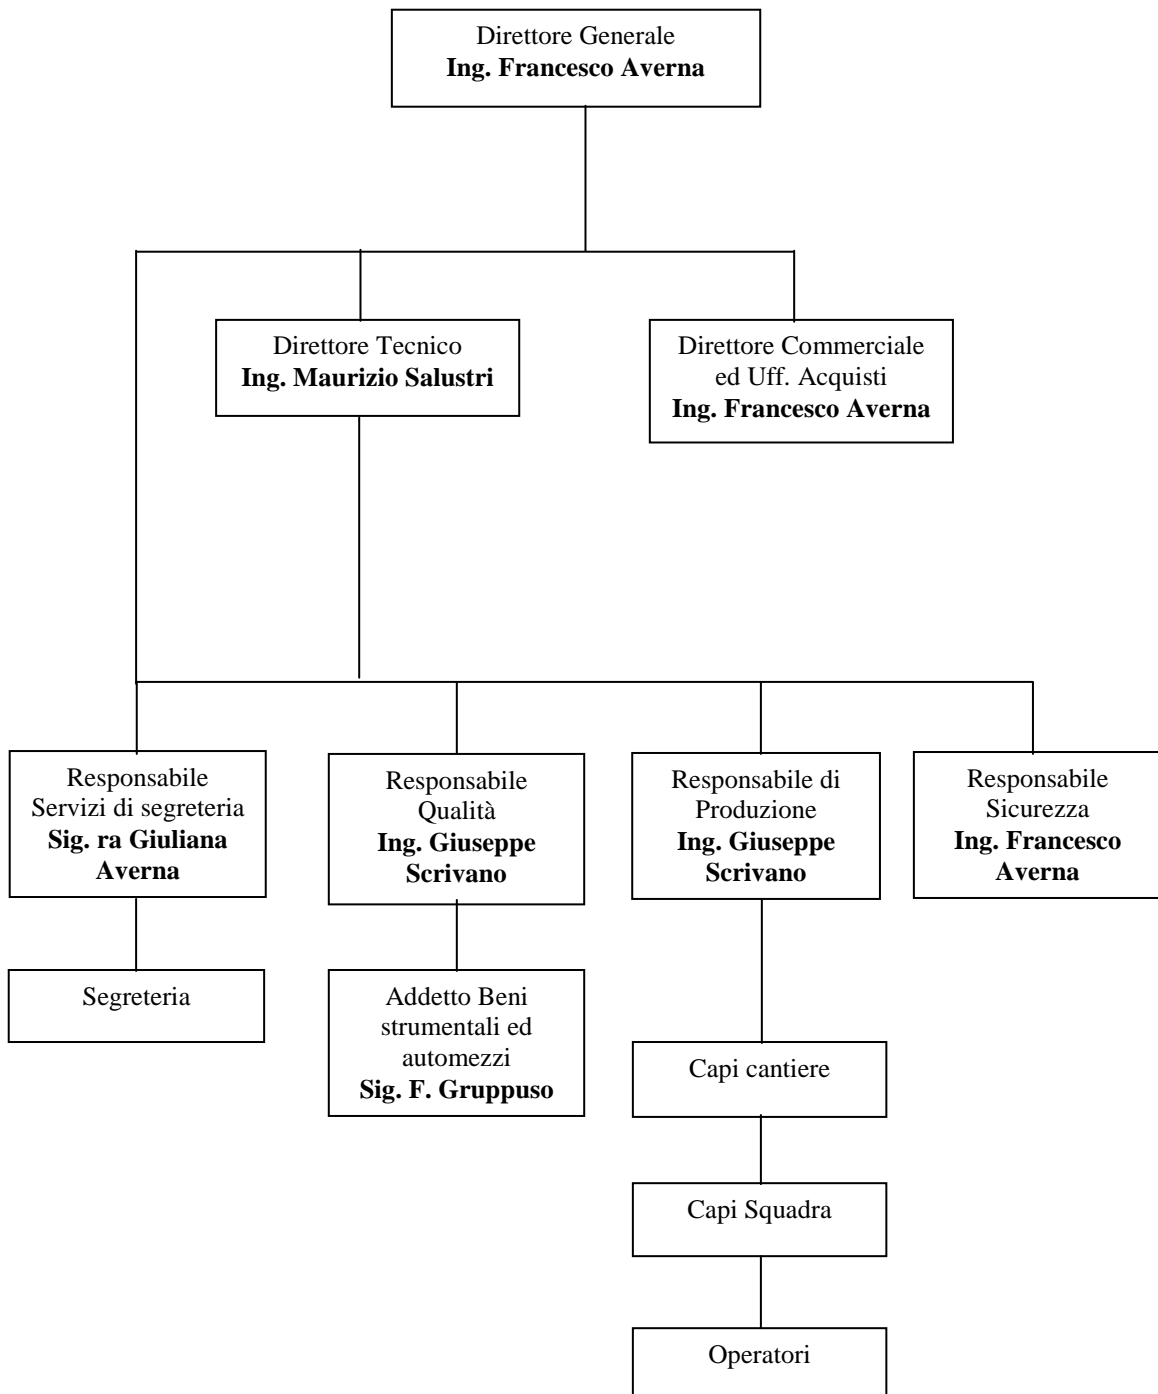 Direttore Generale
Ing. Francesco Averna
Direttore Tecnico
Ing. Maurizio Salustri
Direttore Commerciale
ed Uff. Acquisti
Ing. Francesco Averna
Responsabile
Servizi di segreteria
Sig. ra Giuliana
Averna
Responsabile
Qualità
Ing. Giuseppe
Scrivano
Responsabile di
Produzione
Ing. Giuseppe
Scrivano
Responsabile
Sicurezza
Ing. Francesco
Averna
Segreteria
Addetto Beni
strumentali ed
automezzi
Sig. F. Gruppuso
Capi cantiere
Capi Squadra
Operatori